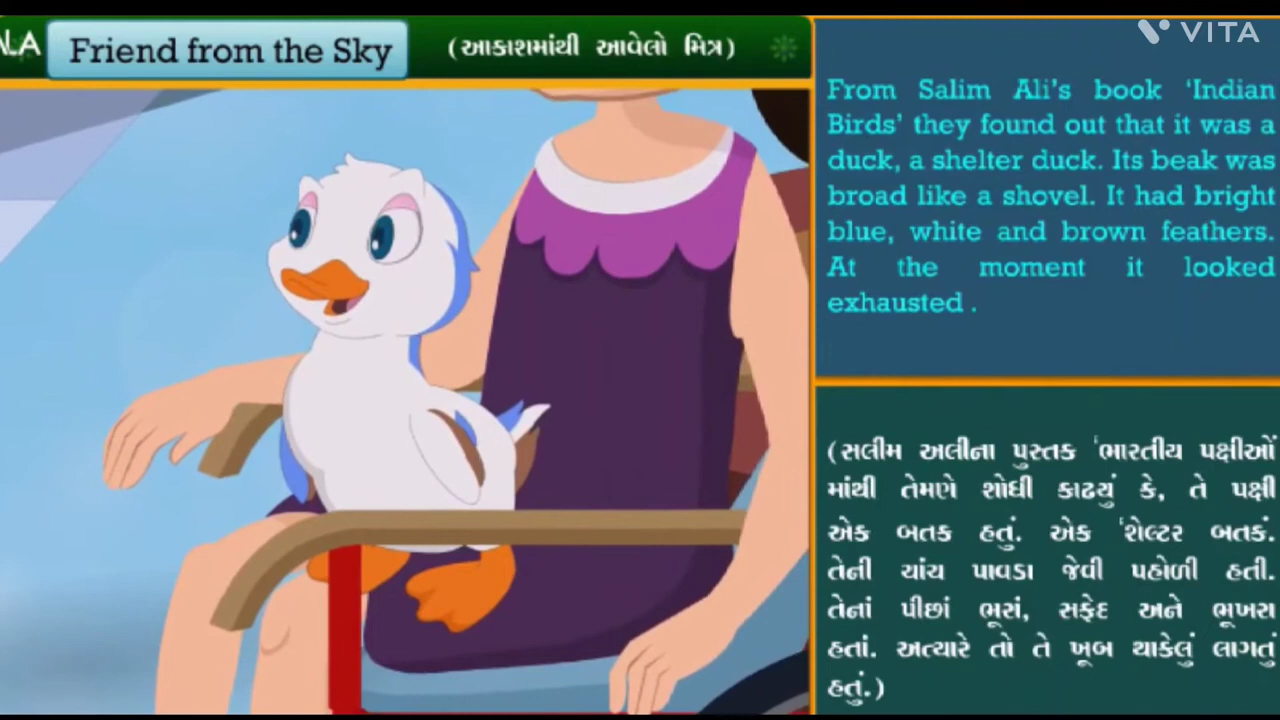 ALA
Friend from the Sky
(આકાશમાંથી આવેલો મિત્ર)
VITA
From Salim Ali's book 'Indian
Birds' they found out that it was a
duck, a shelter duck. Its beak was
broad like a shovel. It had bright
blue, white and brown feathers.
At the moment it looked
exhausted .
(સલીમ અલીના પુસ્તક 'ભારતીય પક્ષીઓ
માંથી તેમણે શોધી કાઢયું કે, તે પક્ષી
એક બતક હતું. એક 'શેલ્ટર બતક.
તેની ચાંચ પાવડા જેવી પહોળી હતી.
તેનાં પીછાં ભૂરાં, સફેદ અને ભૂખરા
હતાં. અત્યારે તો તે ખૂબ થાકેલું લાગતું
હતું.)